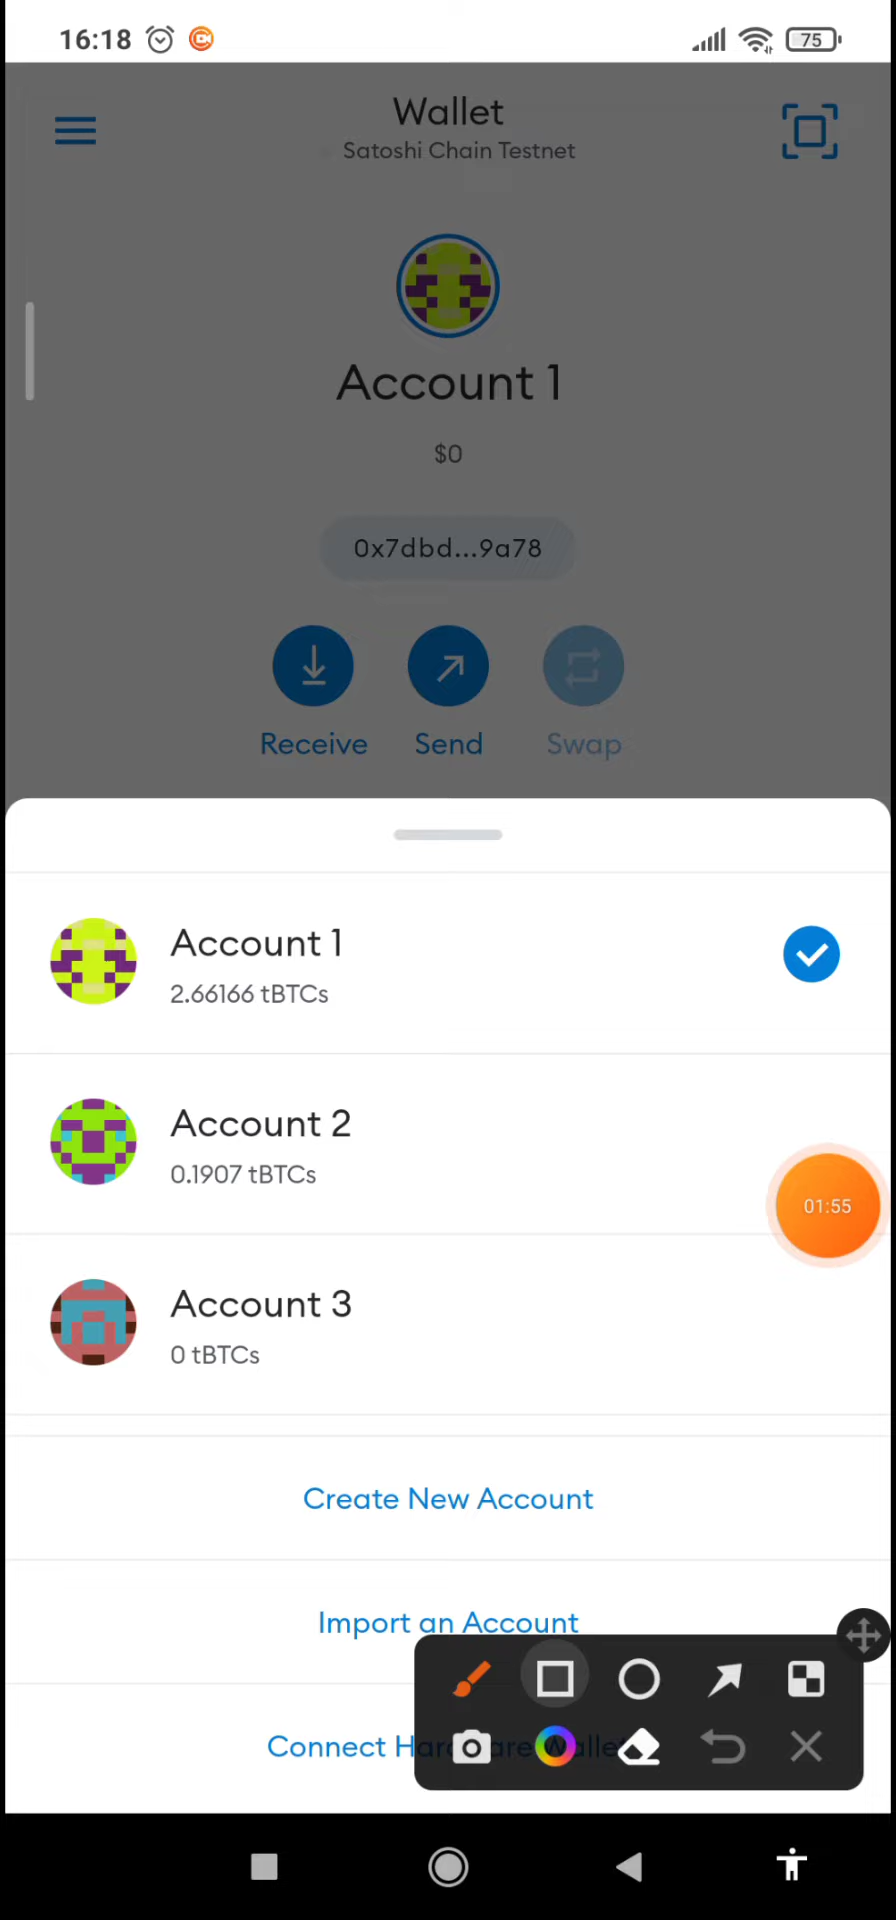 16:18
75
Wallet
Satoshi Chain Testnet
Account 1
$0
0x7dbd...9a78
Receive Send Swap
Account 1
2.66166 tBTCs
Account 2
0.1907 tBTCs
01:55
Account 3
0 tBTCs
Create New Account
Import an Account
Connect Hardware Wallet